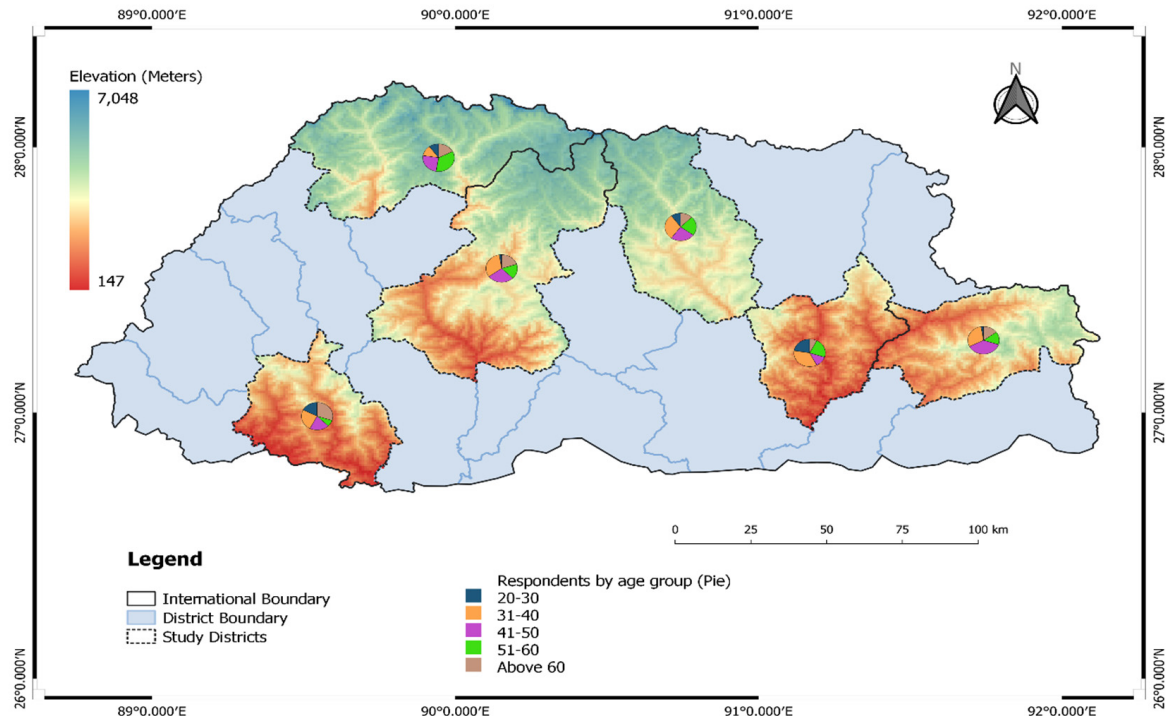 89°0.000′E 90°0.000′E 91°0.000′E 92°0.000′E
N
Elevation (Meters)
7,048
147
28°0.000′N
28°0.000′N
27°0.000′N
27°0.000′N
0 25 50 75 100 km
Legend
International Boundary
District Boundary
Study Districts
Respondents by age group (Pie)
20-30
31-40
41-50
51-60
Above 60
26°0.000′N
26°0.000′N
89°0.000′E 90°0.000′E 91°0.000′E 92°0.000′E